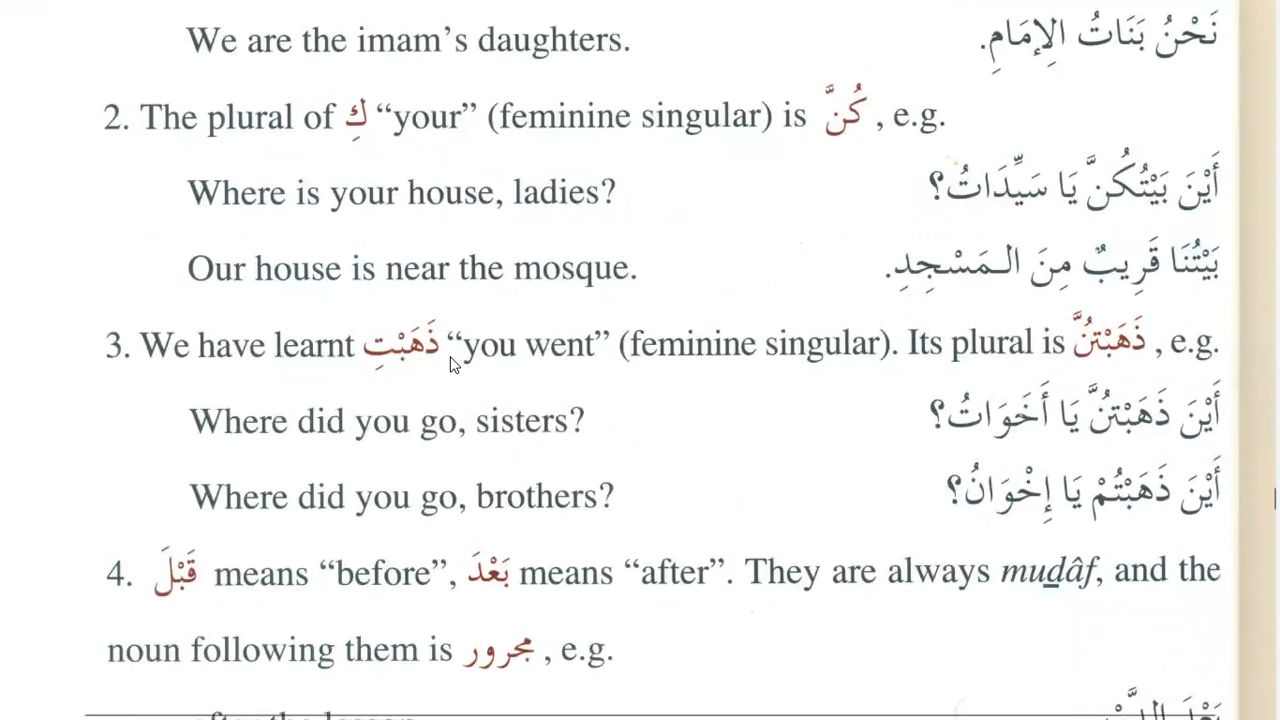 We are the imam’s daughters. نَحْنُ بَنَاتُ الإِمَامِ.
2. The plural of كِ “your” (feminine singular) is كُنَّ , e.g.
Where is your house, ladies? أَيْنَ بَيْتُكُنَّ يَا سَيِّدَاتُ؟
Our house is near the mosque. بَيْتُنَا قَرِيبٌ مِنَ الـمَسْجِدِ.
3. We have learnt ذَهَبْتِ “you went” (feminine singular). Its plural is ذَهَبْتُنَّ , e.g.
Where did you go, sisters? أَيْنَ ذَهَبْتُنَّ يَا أَخَوَاتُ؟
Where did you go, brothers? أَيْنَ ذَهَبْتُمْ يَا إِخْوَانُ؟
4. قَبْلَ means “before”, بَعْدَ means “after”. They are always mudâf, and the
noun following them is مجرور , e.g.